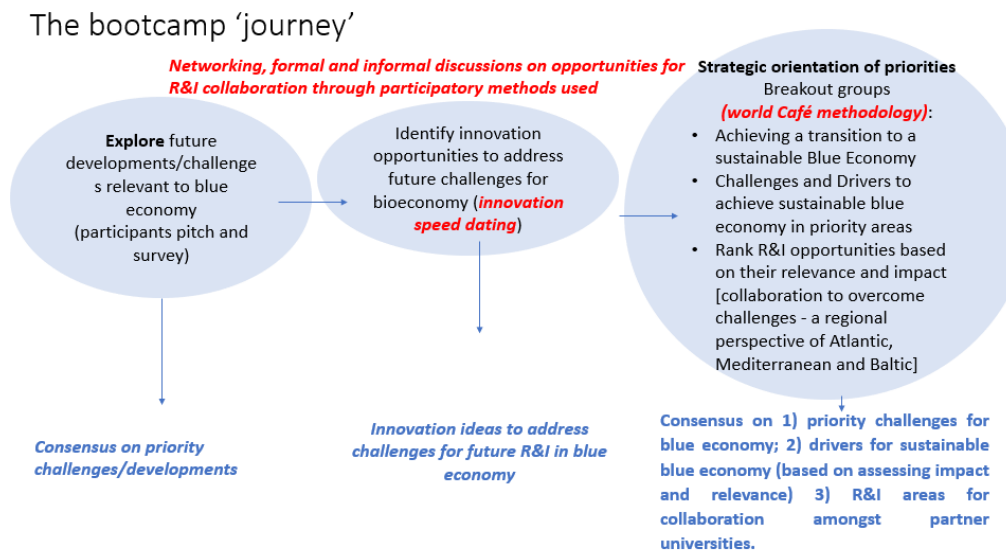 The bootcamp ‘journey’
Networking, formal and informal discussions on opportunities for
R&I collaboration through participatory methods used
Explore future
developments/challeng
es relevant to blue
economy
(participants pitch and
survey)
Identify innovation
opportunities to address
future challenges for
bioeconomy (innovation
speed dating)
Strategic orientation of priorities
Breakout groups
(world Café methodology):
• Achieving a transition to a
sustainable Blue Economy
• Challenges and Drivers to
achieve sustainable blue
economy in priority areas
• Rank R&I opportunities based
on their relevance and impact
[collaboration to overcome
challenges - a regional
perspective of Atlantic,
Mediterranean and Baltic]
Consensus on priority
challenges/developments
Innovation ideas to address
challenges for future R&I in blue
economy
Consensus on 1) priority challenges for
blue economy; 2) drivers for sustainable
blue economy (based on assessing impact
and relevance) 3) R&I areas for
collaboration amongst partner
universities.